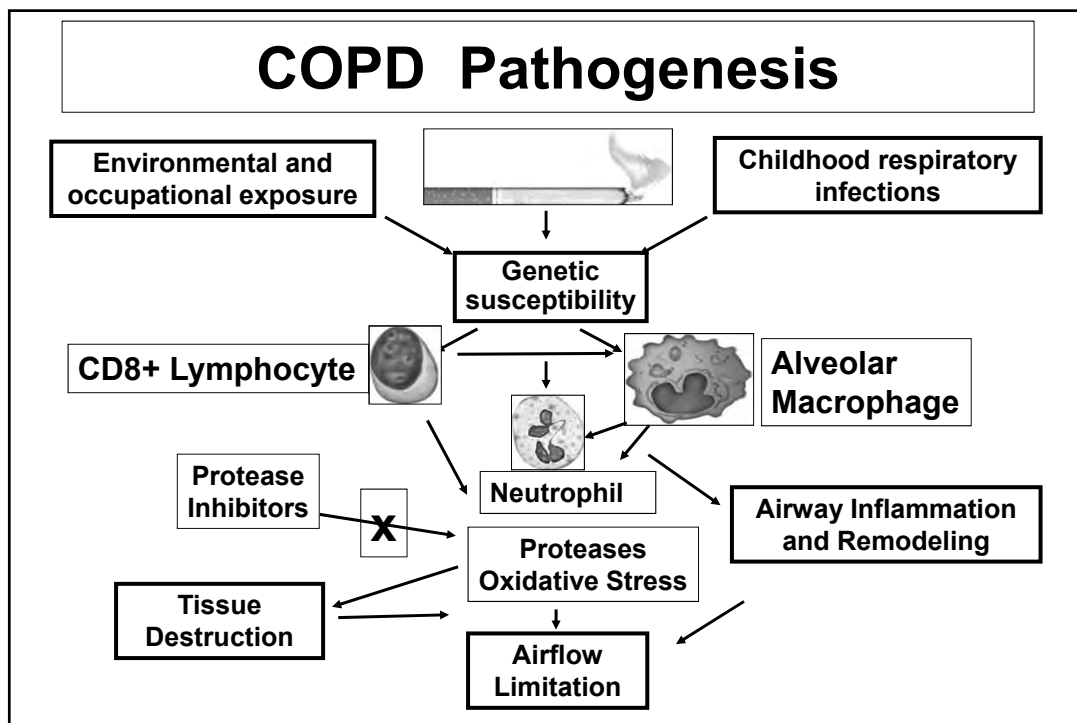 COPD Pathogenesis
Environmental and
occupational exposure
Childhood respiratory
infections
Genetic
susceptibility
CD8+ Lymphocyte
Alveolar
Macrophage
Neutrophil
Protease
Inhibitors
X
Airway Inflammation
and Remodeling
Proteases
Oxidative Stress
Tissue
Destruction
Airflow
Limitation